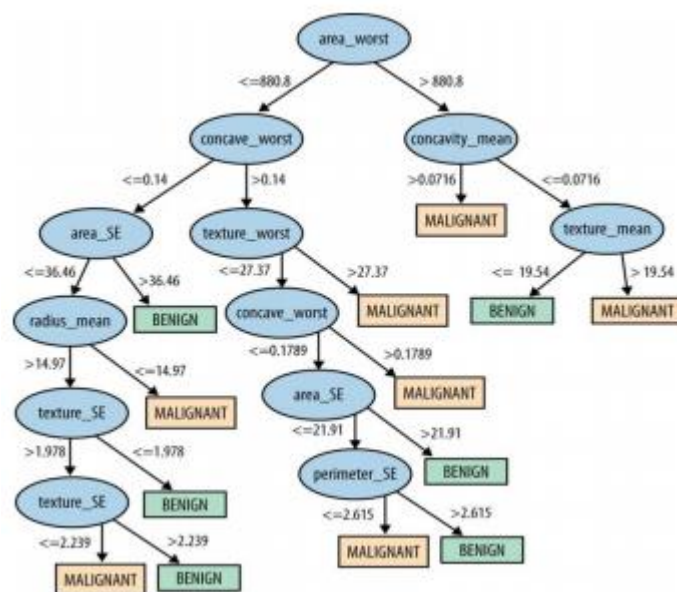 area_worst
<=880.8 > 880.8
concave_worst concavity_mean
<=0.14 >0.14 >0.0716 <=0.0716
area_SE texture_worst MALIGNANT texture_mean
<=36.46 >36.46 <=27.37 >27.37 <= 19.54 > 19.54
radius_mean BENIGN concave_worst MALIGNANT BENIGN MALIGNANT
>14.97 <=14.97 <=0.1789 >0.1789
texture_SE MALIGNANT area_SE MALIGNANT
>1.978 <=1.978 <=21.91 >21.91
texture_SE BENIGN perimeter_SE BENIGN
<=2.239 >2.239 <=2.615 >2.615
MALIGNANT BENIGN MALIGNANT BENIGN